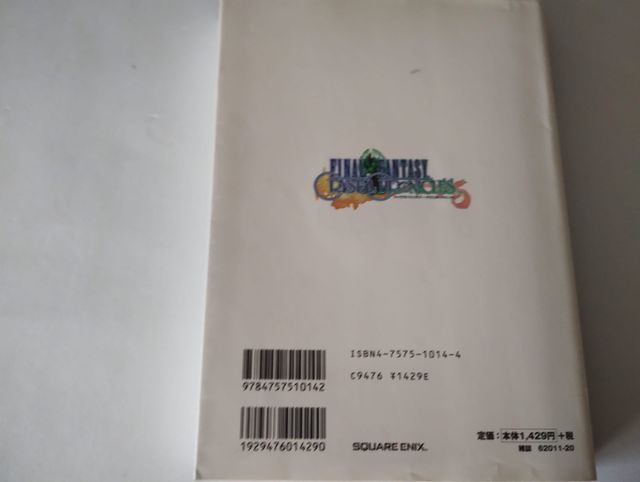 FINAL FANTASY
CRYSTAL CHRONICLES
ISBN4-7575-1014-4
C9476 ¥1429E
9784757510142
1929476014290
SQUARE ENIX.
定価：本体1,429円+税
雑誌 62011-20